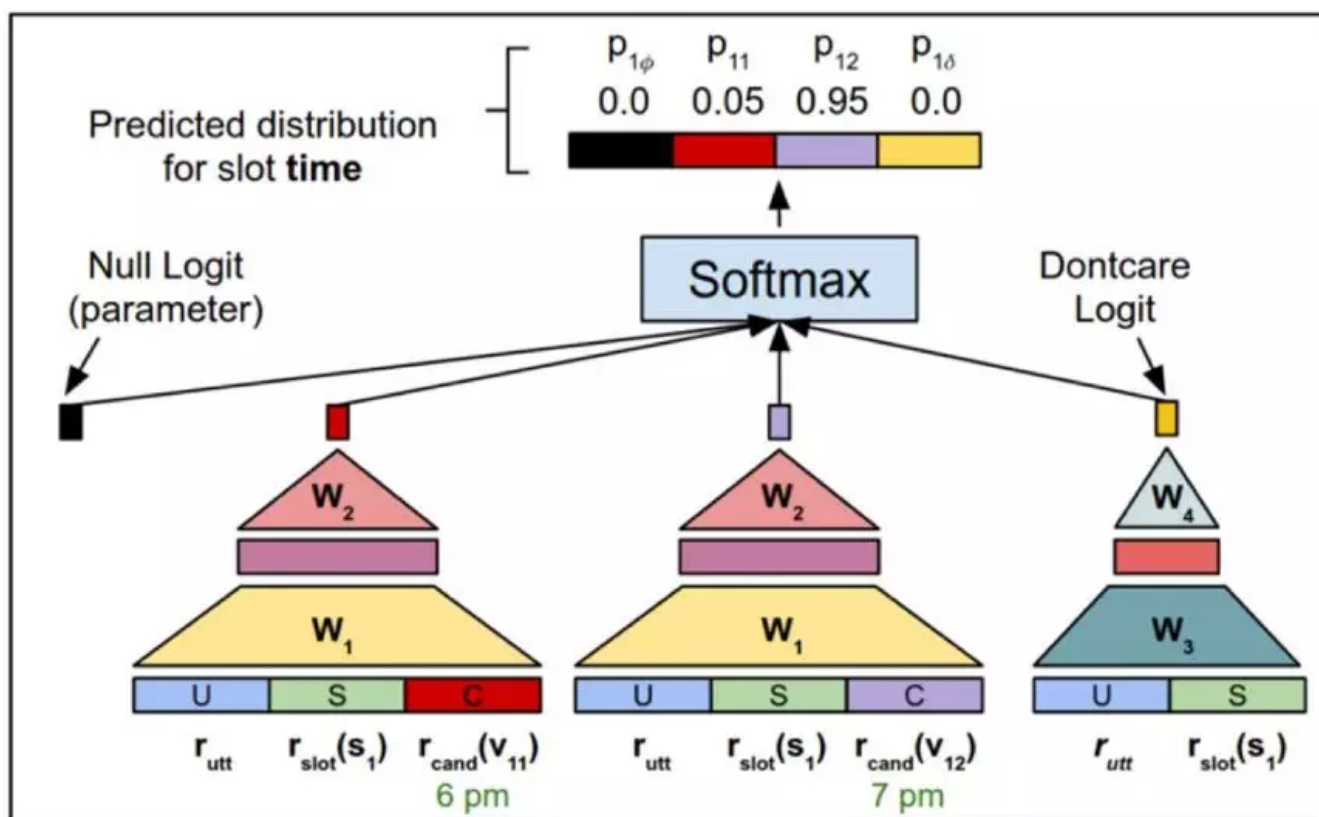 p1ϕ p11 p12 p1δ
0.0 0.05 0.95 0.0
Predicted distribution
for slot time
Null Logit
(parameter)
Softmax
Dontcare
Logit
W2 W2 W4
W1 W1 W3
U S C U S C U S
rutt rslot(s1) rcand(v11) rutt rslot(s1) rcand(v12) rutt rslot(s1)
6 pm 7 pm